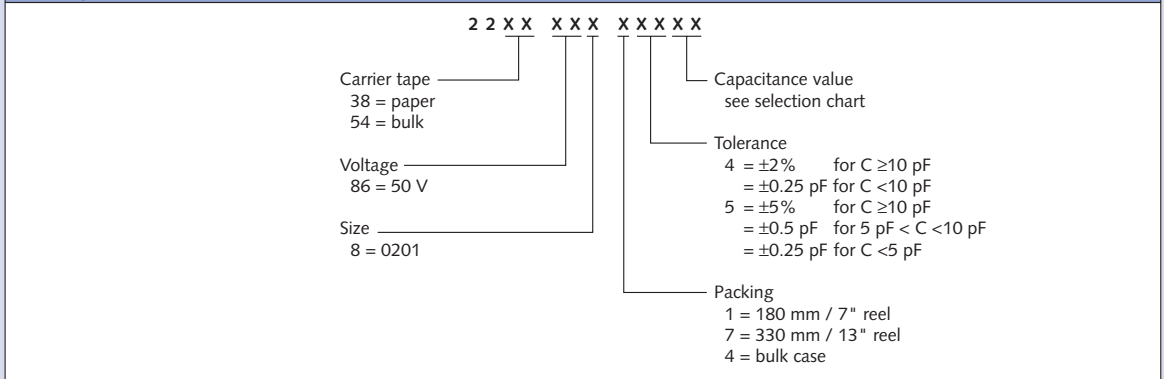 2 2 X X X X X X X X X X
Carrier tape
38 = paper
54 = bulk
Voltage
86 = 50 V
Size
8 = 0201
Capacitance value
see selection chart
Tolerance
4 = ±2% for C ≥10 pF
= ±0.25 pF for C <10 pF
5 = ±5% for C ≥10 pF
= ±0.5 pF for 5 pF < C <10 pF
= ±0.25 pF for C <5 pF
Packing
1 = 180 mm / 7" reel
7 = 330 mm / 13" reel
4 = bulk case